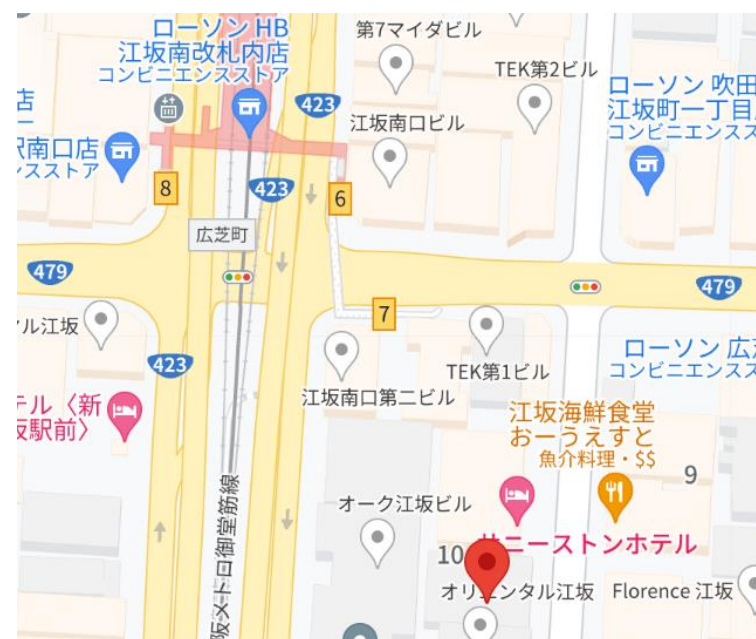 ローソン HB
江坂南改札内店
コンビニエンスストア
第7マイダビル
TEK第2ビル
423
ローソン 吹田
江坂町一丁目
コンビニエンスス
江坂南口ビル
店
南口店
ンスストア
8
423
6
広芝町
479
479
7
ル江坂
423
江坂南口第二ビル
TEK第1ビル
ローソン 広
コンビニエンスス
テル〈新
阪駅前〉
江坂海鮮食堂
おーうえすと
魚介料理・$$
9
オーク江坂ビル
サニーストンホテル
10
オリエンタル江坂
Florence 江坂
阪メトロ御堂筋線